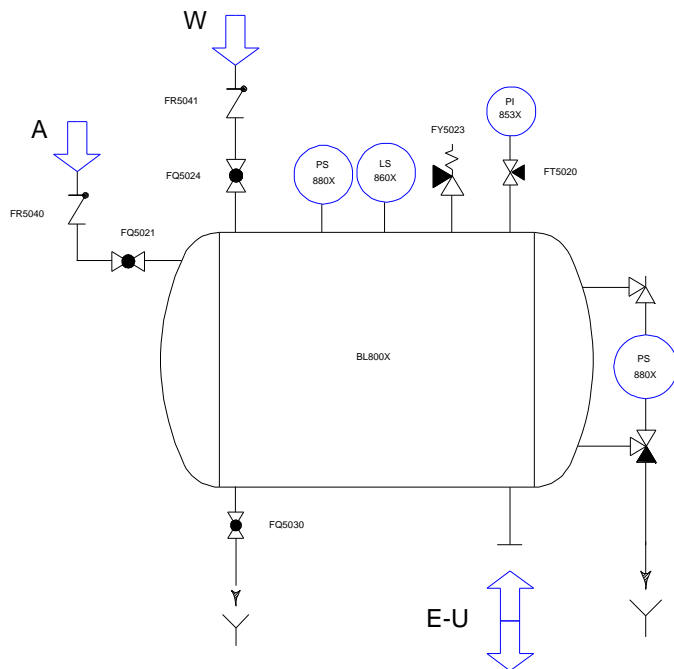 W
PI
853X
FR5041
A
FY5023
PS
880X
LS
860X
FQ5024
FT5020
FR5040
FQ5021
BL800X
PS
880X
FQ5030
E-U